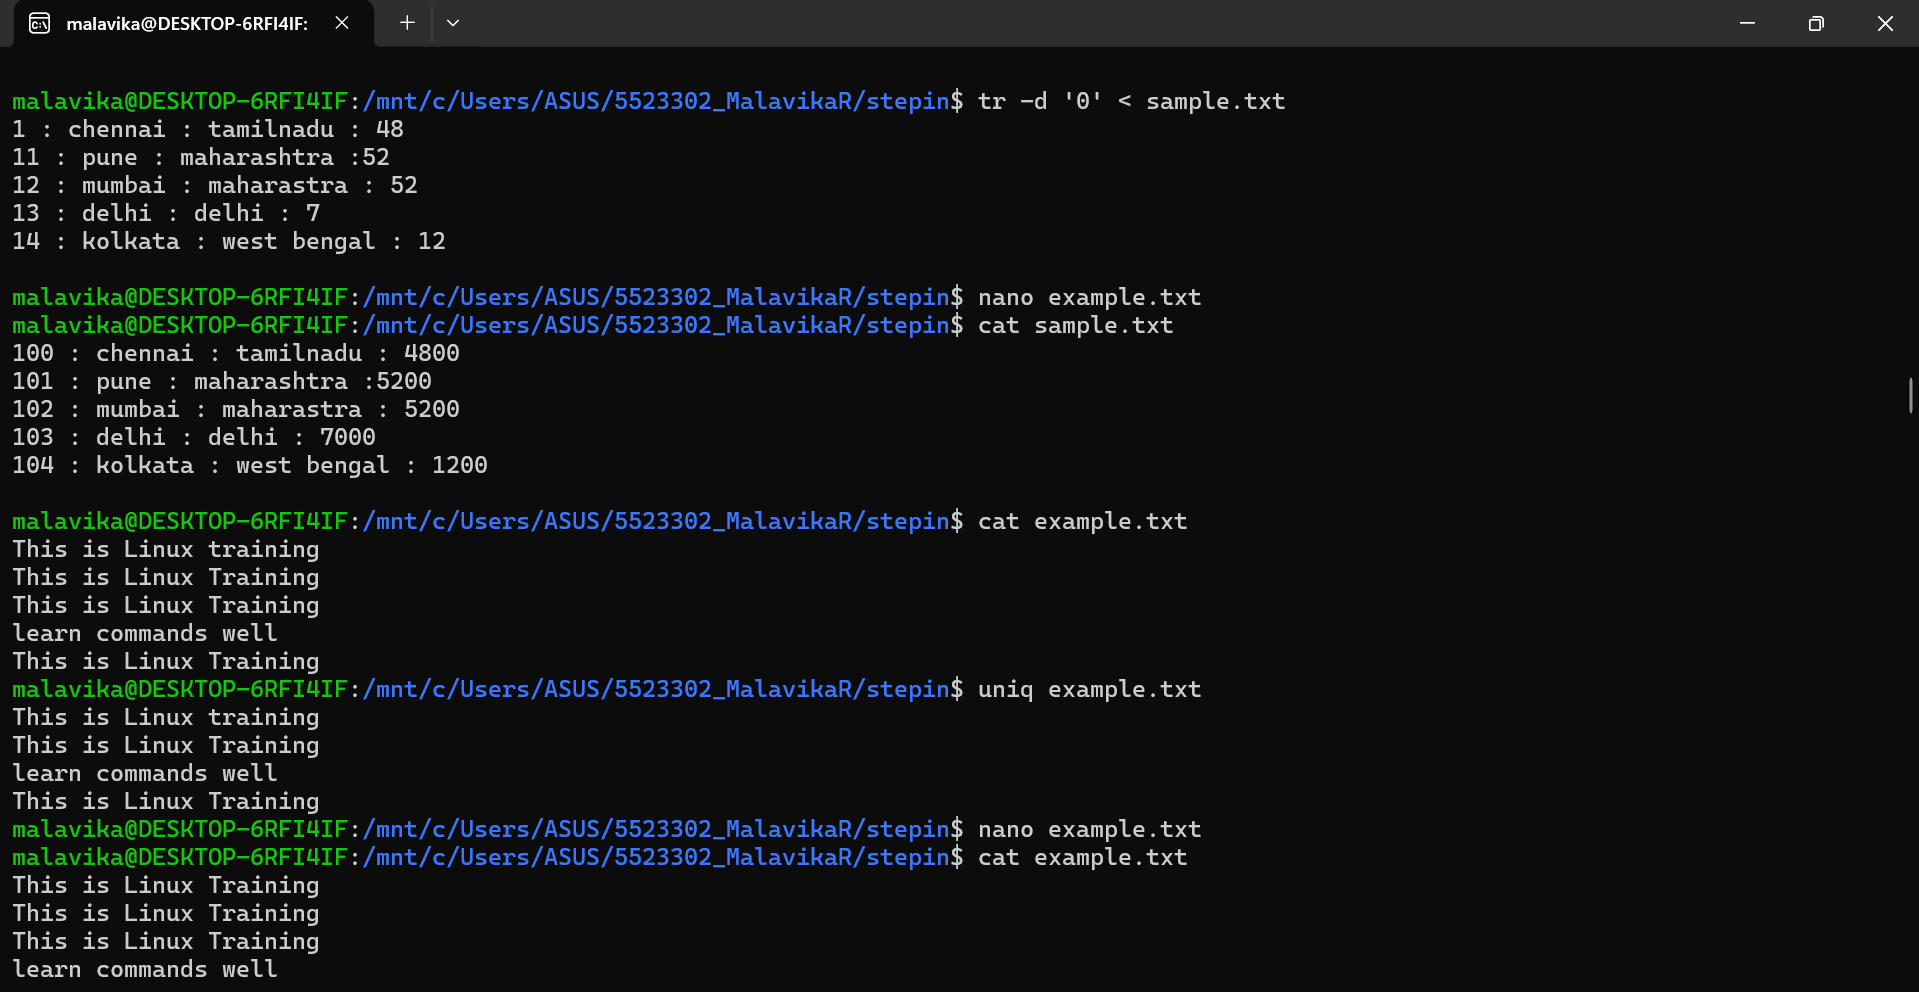 malavika@DESKTOP-6RFI4IF:
malavika@DESKTOP-6RFI4IF:/mnt/c/Users/ASUS/5523302_MalavikaR/stepin$ tr -d '0' < sample.txt
1 : chennai : tamilnadu : 48
11 : pune : maharashtra :52
12 : mumbai : maharastra : 52
13 : delhi : delhi : 7
14 : kolkata : west bengal : 12
malavika@DESKTOP-6RFI4IF:/mnt/c/Users/ASUS/5523302_MalavikaR/stepin$ nano example.txt
malavika@DESKTOP-6RFI4IF:/mnt/c/Users/ASUS/5523302_MalavikaR/stepin$ cat sample.txt
100 : chennai : tamilnadu : 4800
101 : pune : maharashtra :5200
102 : mumbai : maharastra : 5200
103 : delhi : delhi : 7000
104 : kolkata : west bengal : 1200
malavika@DESKTOP-6RFI4IF:/mnt/c/Users/ASUS/5523302_MalavikaR/stepin$ cat example.txt
This is Linux training
This is Linux Training
This is Linux Training
learn commands well
This is Linux Training
malavika@DESKTOP-6RFI4IF:/mnt/c/Users/ASUS/5523302_MalavikaR/stepin$ uniq example.txt
This is Linux training
This is Linux Training
learn commands well
This is Linux Training
malavika@DESKTOP-6RFI4IF:/mnt/c/Users/ASUS/5523302_MalavikaR/stepin$ nano example.txt
malavika@DESKTOP-6RFI4IF:/mnt/c/Users/ASUS/5523302_MalavikaR/stepin$ cat example.txt
This is Linux Training
This is Linux Training
This is Linux Training
learn commands well